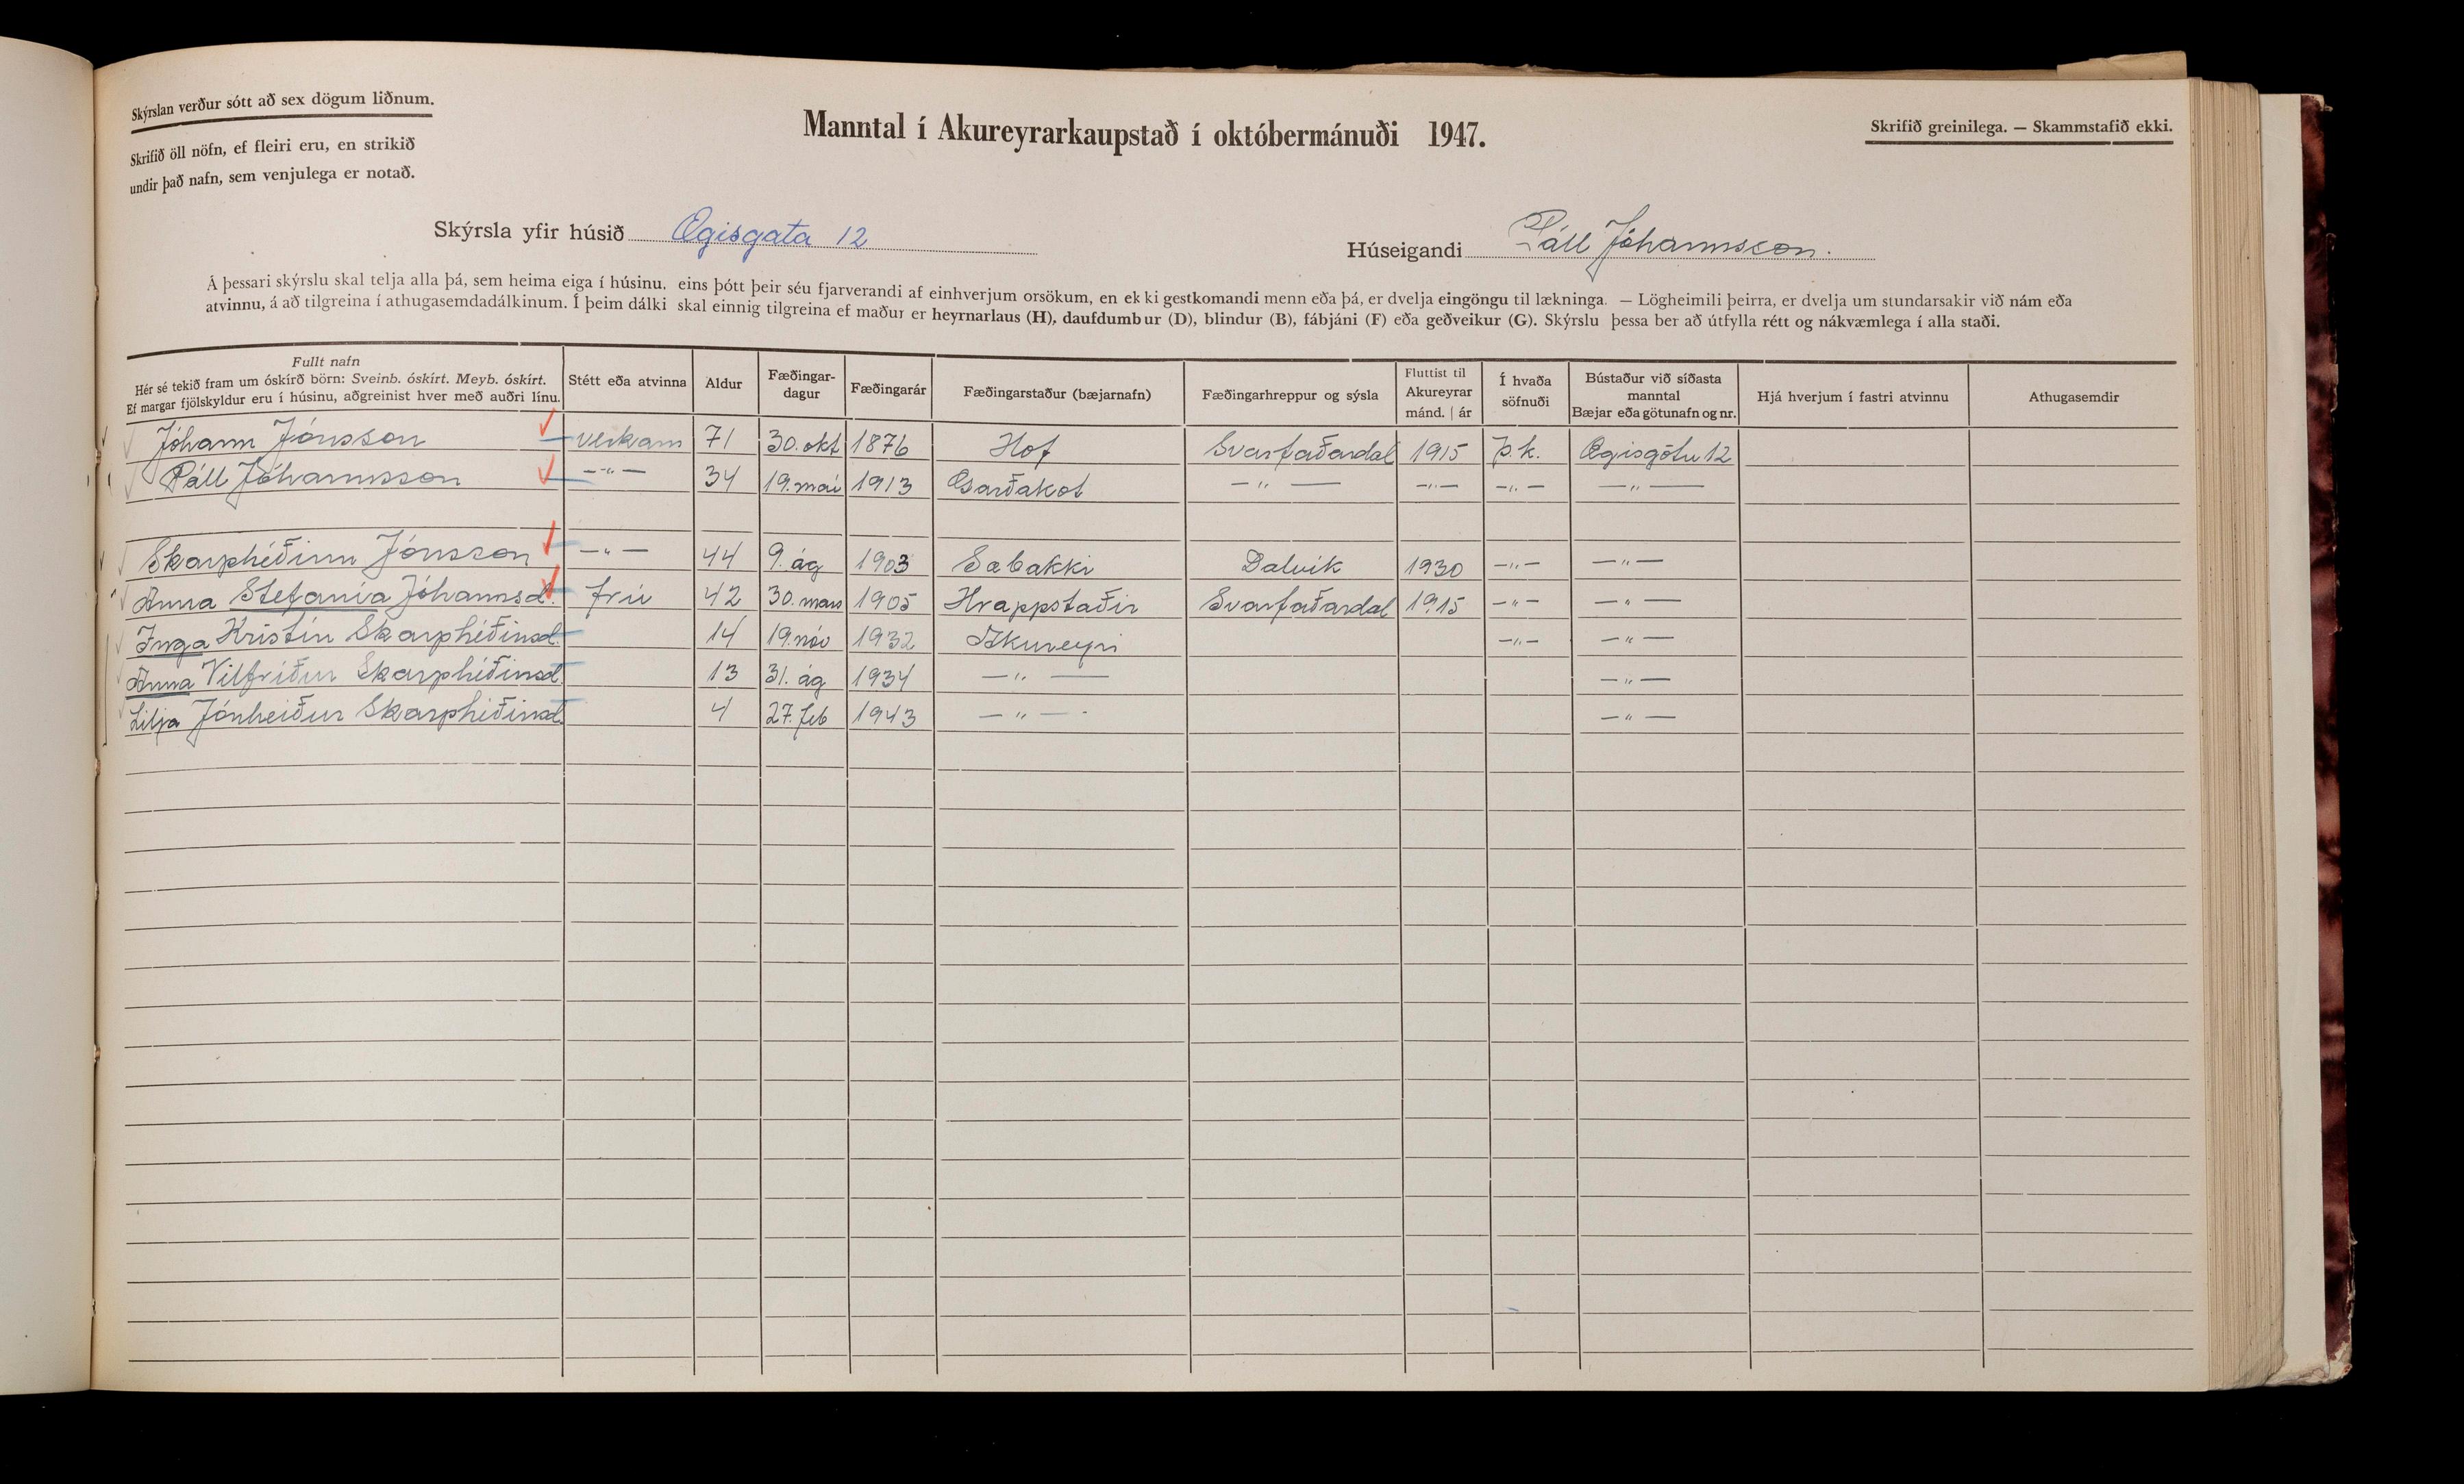 Skýrslan verður sótt að sex dögum liðnum.
Skrifið öll nöfn, ef fleiri eru, en strikið
undir það nafn, sem venjulega er notað.
Manntal í Akureyrarkaupstað í októbermánuði 1947.
Skrifið greinilega. — Skammstafið ekki.
Skýrsla yfir húsið Ægisgata 12
Húseigandi Páll Jóhannsson.
Á þessari skýrslu skal telja alla þá, sem heima eiga í húsinu, eins þótt þeir séu fjarverandi af einhverjum orsökum, en ekki gestkomandi menn eða þá, er dvelja eingöngu til lækninga. — Lögheimili þeirra, er dvelja um stundarsakir við nám eða
atvinnu, á að tilgreina í athugasemdadálkinum. Í þeim dálki skal einnig tilgreina ef maður er heyrnarlaus (H), daufdumbur (D), blindur (B), fábjáni (F) eða geðveikur (G). Skýrslu þessa ber að útfylla rétt og nákvæmlega í alla staði.
Fullt nafn
Hér sé tekið fram um óskírð börn: Sveinb. óskírt. Meyb. óskírt.
Ef margar fjölskyldur eru í húsinu, aðgreinist hver með auðri línu.
Stétt eða atvinna
Aldur
Fæðingar-
dagur
Fæðingarár
Fæðingarstaður (bæjarnafn)
Fæðingarhreppur og sýsla
Fluttist til
Akureyrar
mánd. | ár
Í hvaða
söfnuði
Bústaður við síðasta
manntal
Bæjar eða götunafn og nr.
Hjá hverjum í fastri atvinnu
Athugasemdir
Jóhann Jónsson verkam 71 30. okt 1876 Hof Svarfaðardal 1915 þ.k. Ægisgötu 12
Páll Jóhannsson —"— 34 19. maí 1913 Garðakot —"— —"— —"— —"—
Skarphéðinn Jónsson —"— 44 9. ág 1903 Sæbakki Dalvík 1930 —"— —"—
Anna Stefanía Jóhannsd. frú 42 30. mars 1905 Hrappstaðir Svarfaðardal 1915 —"— —"—
Inga Kristín Skarphéðinsd. 14 19. nóv 1932 Akureyri —"— —"—
Anna Vilfríður Skarphéðinsd 13 31. ág 1934 —"— —"—
Lilja Jónheiður Skarphéðinsd. 4 27. feb 1943 —"— —"—